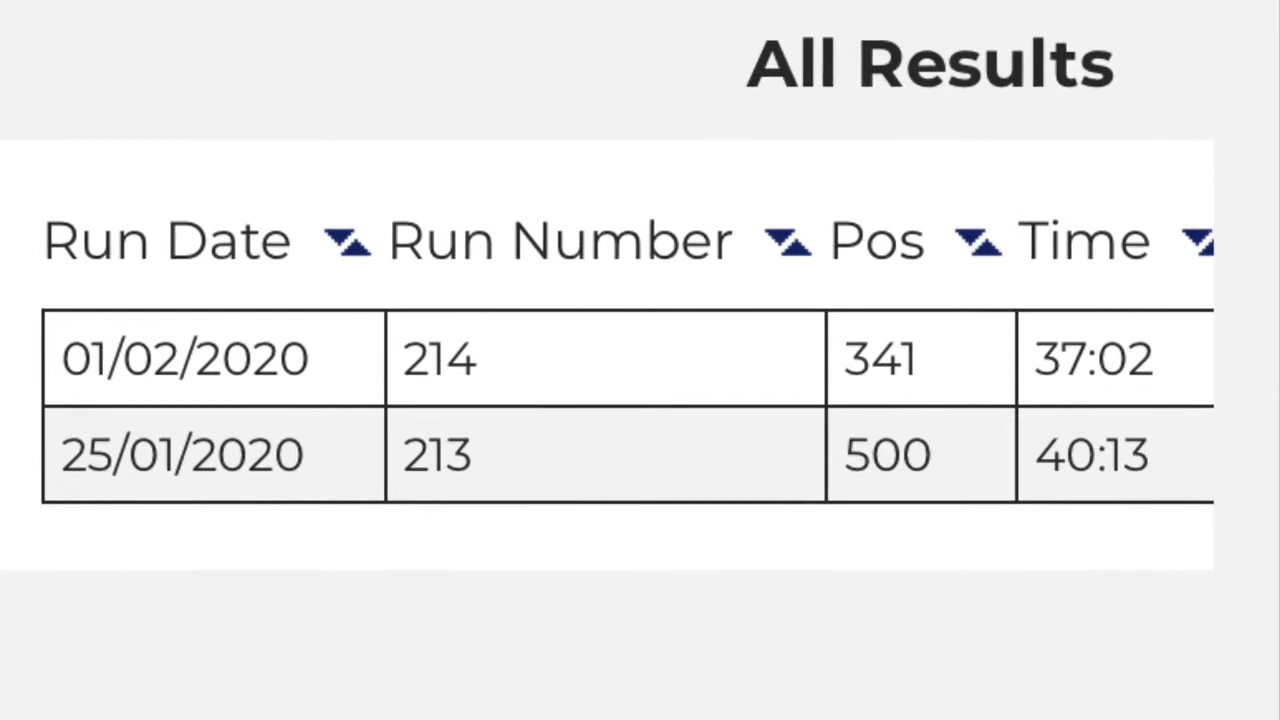 All Results
Run Date Run Number Pos Time
01/02/2020 214 341 37:02
25/01/2020 213 500 40:13